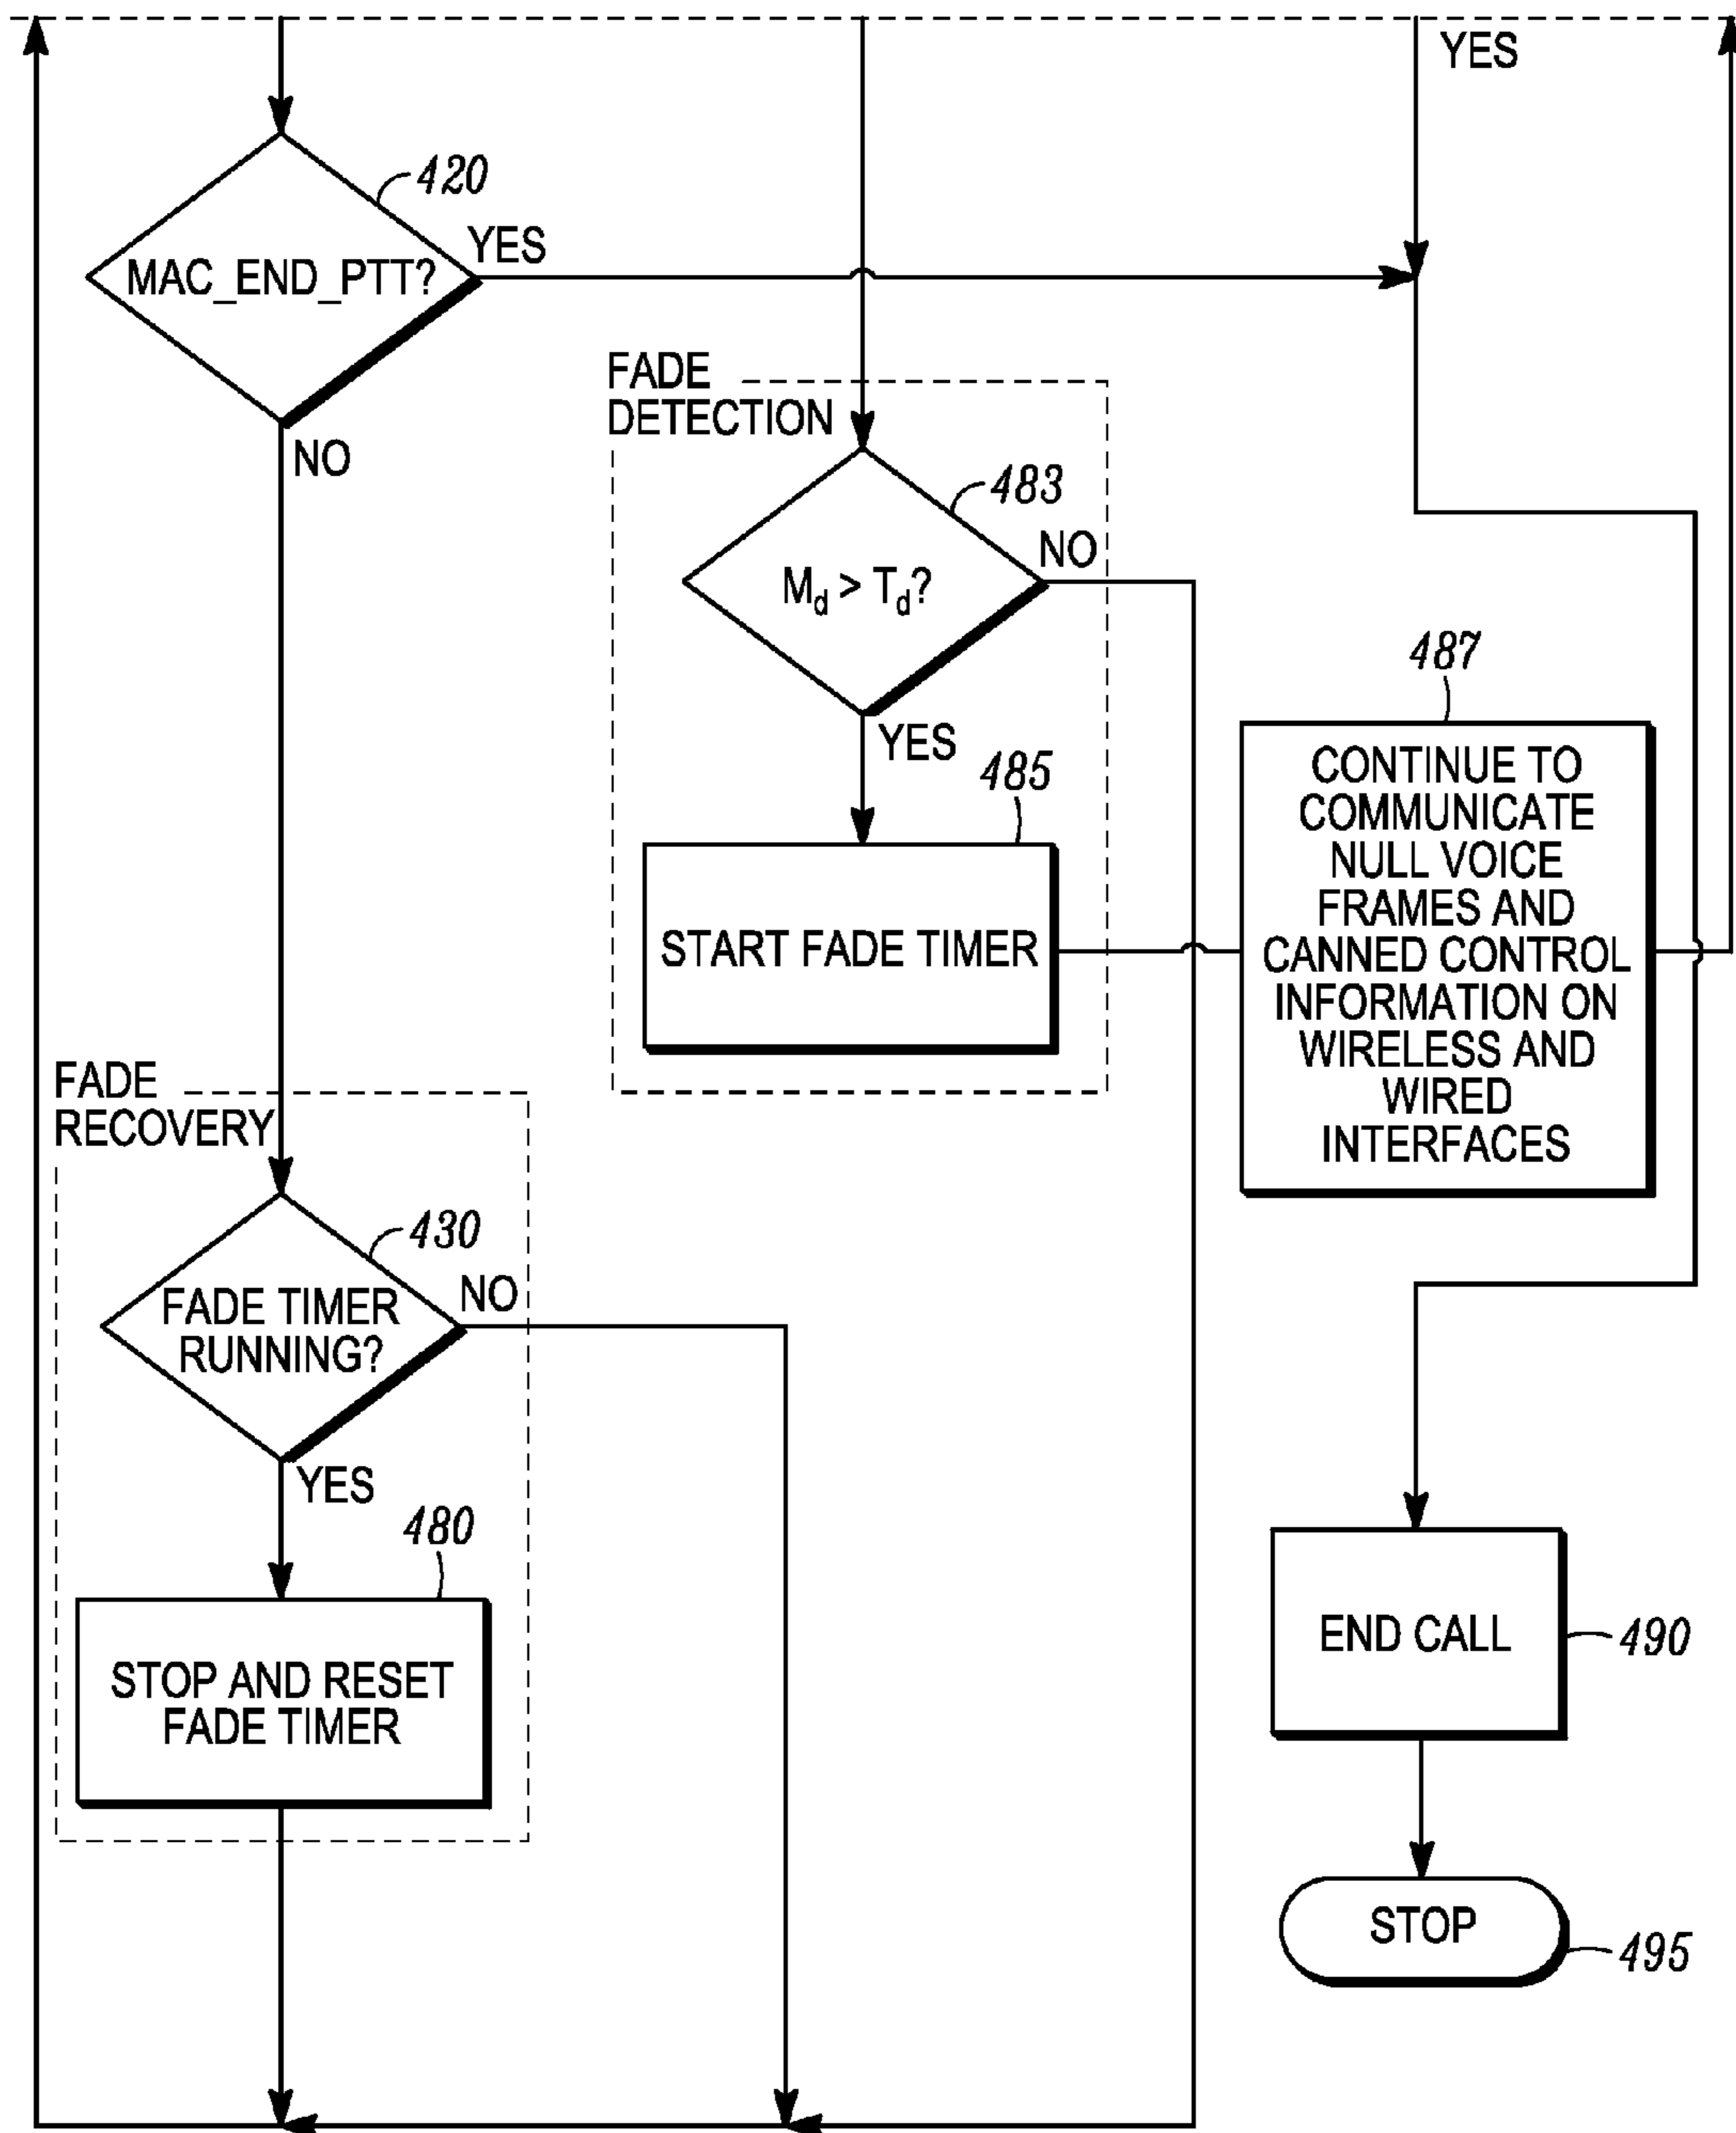 YES
420
MAC_END_PTT?
YES
NO
FADE
DETECTION
483
M_d > T_d?
NO
YES
485
START FADE TIMER
487
CONTINUE TO
COMMUNICATE
NULL VOICE
FRAMES AND
CANNED CONTROL
INFORMATION ON
WIRELESS AND
WIRED
INTERFACES
FADE
RECOVERY
430
FADE TIMER
RUNNING?
NO
YES
480
STOP AND RESET
FADE TIMER
END CALL
490
STOP
495